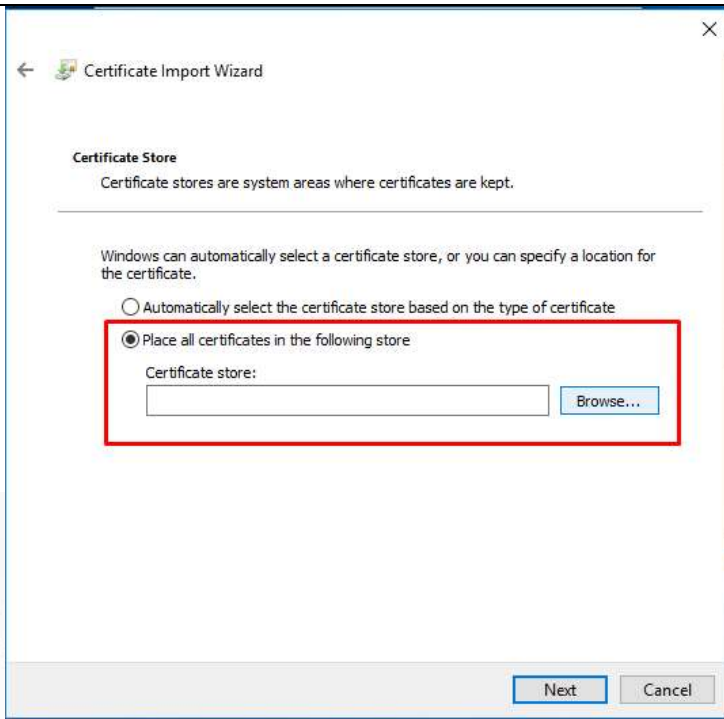 Certificate Import Wizard
Certificate Store
Certificate stores are system areas where certificates are kept.
Windows can automatically select a certificate store, or you can specify a location for
the certificate.
Automatically select the certificate store based on the type of certificate
Place all certificates in the following store
Certificate store:
Browse...
Next Cancel